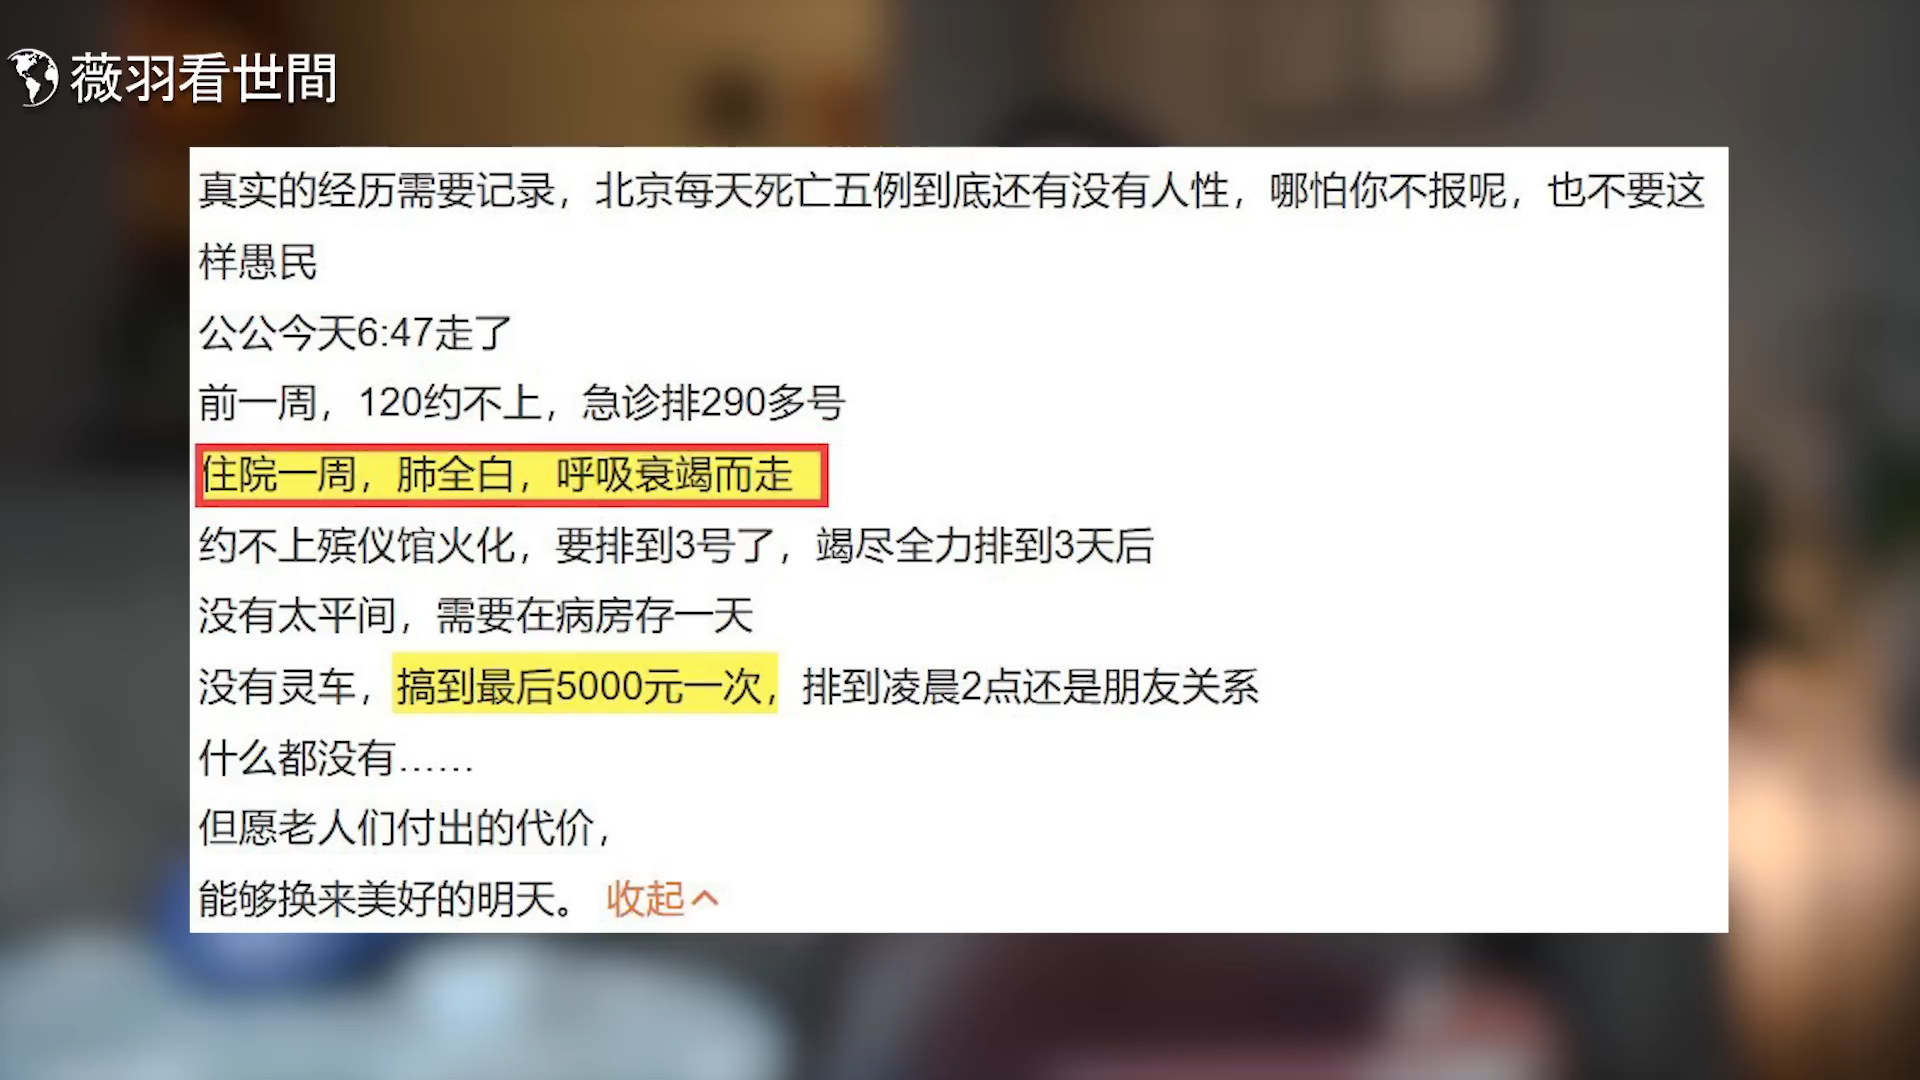 薇羽看世間
真实的经历需要记录，北京每天死亡五例到底还有没有人性，哪怕你不报呢，也不要这
样愚民
公公今天6:47走了
前一周，120约不上，急诊排290多号
住院一周，肺全白，呼吸衰竭而走
约不上殡仪馆火化，要排到3号了，竭尽全力排到3天后
没有太平间，需要在病房存一天
没有灵车，搞到最后5000元一次，排到凌晨2点还是朋友关系
什么都没有……
但愿老人们付出的代价，
能够换来美好的明天。 收起^